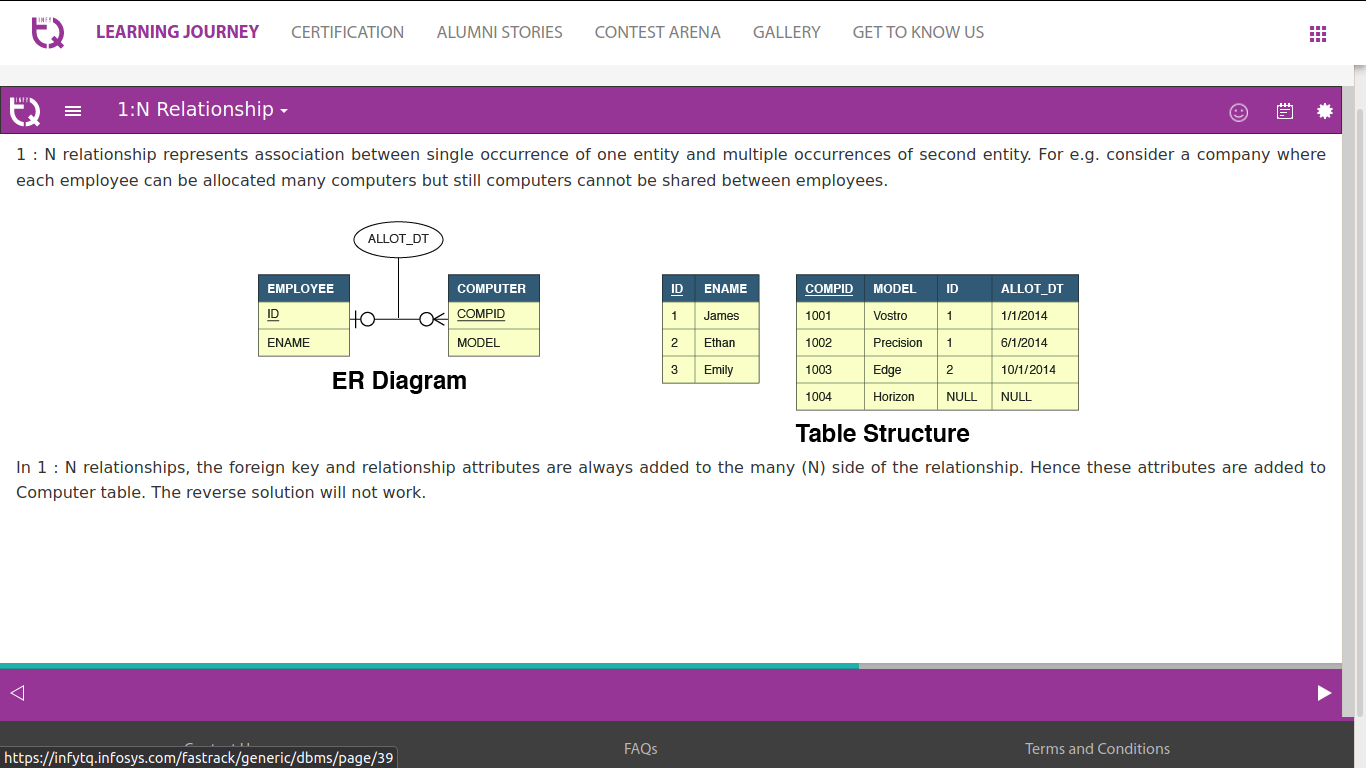 INFY
TQ
LEARNING JOURNEY CERTIFICATION ALUMNI STORIES CONTEST ARENA GALLERY GET TO KNOW US
INFY
TQ
1:N Relationship
1 : N relationship represents association between single occurrence of one entity and multiple occurrences of second entity. For e.g. consider a company where
each employee can be allocated many computers but still computers cannot be shared between employees.
ALLOT_DT
EMPLOYEE COMPUTER
ID COMPID
ENAME MODEL
ER Diagram
ID ENAME
1 James
2 Ethan
3 Emily
COMPID MODEL ID ALLOT_DT
1001 Vostro 1 1/1/2014
1002 Precision 1 6/1/2014
1003 Edge 2 10/1/2014
1004 Horizon NULL NULL
Table Structure
In 1 : N relationships, the foreign key and relationship attributes are always added to the many (N) side of the relationship. Hence these attributes are added to
Computer table. The reverse solution will not work.
FAQs Terms and Conditions
https://infytq.infosys.com/fastrack/generic/dbms/page/39